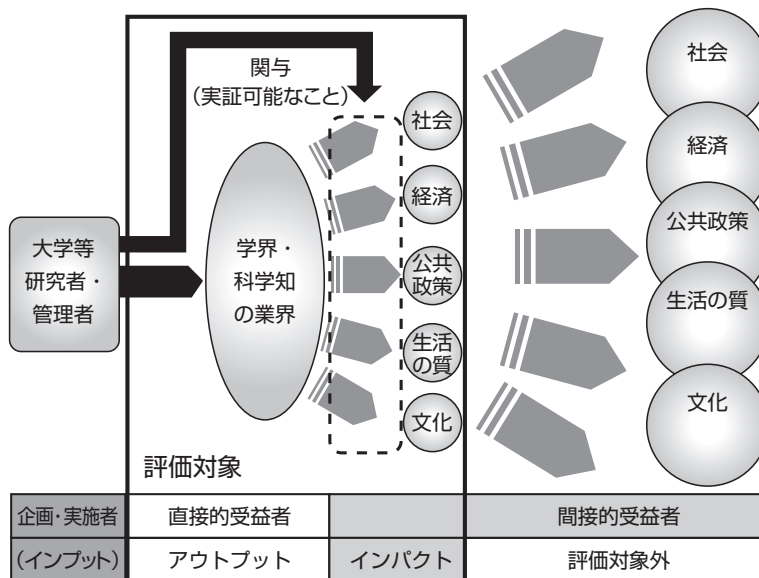 関与
(実証可能なこと)
大学等
研究者・
管理者
学界・
科学知
の業界
社会
経済
公共
政策
生活
の質
文化
社会
経済
公共政策
生活の質
文化
評価対象
企画・実施者
直接的受益者
間接的受益者
(インプット)
アウトプット
インパクト
評価対象外